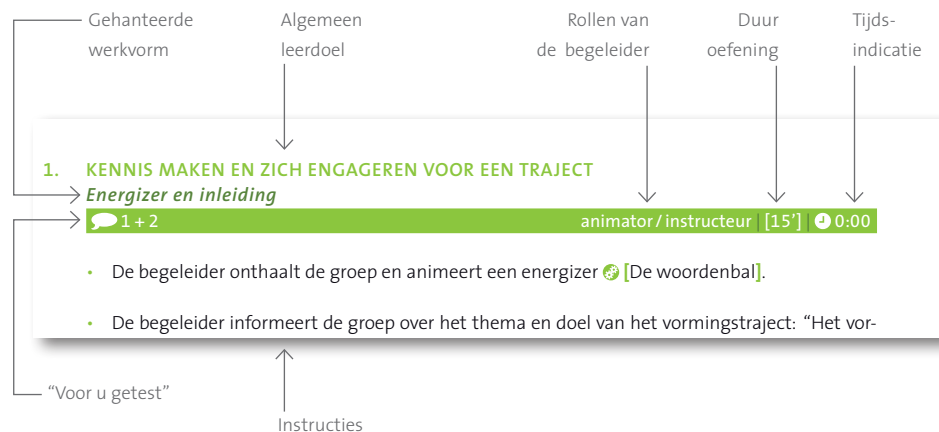 Gehanteerde
werkvorm
Algemeen
leerdoel
Rollen van
de begeleider
Duur
oefening
Tijds-
indicatie
1. KENNIS MAKEN EN ZICH ENGAGEREN VOOR EEN TRAJECT
Energizer en inleiding
1 + 2 animator / instructeur | [15’] | 0:00
• De begeleider onthaalt de groep en animeert een energizer [De woordenbal].
• De begeleider informeert de groep over het thema en doel van het vormingstraject: “Het vor-
“Voor u getest”
Instructies